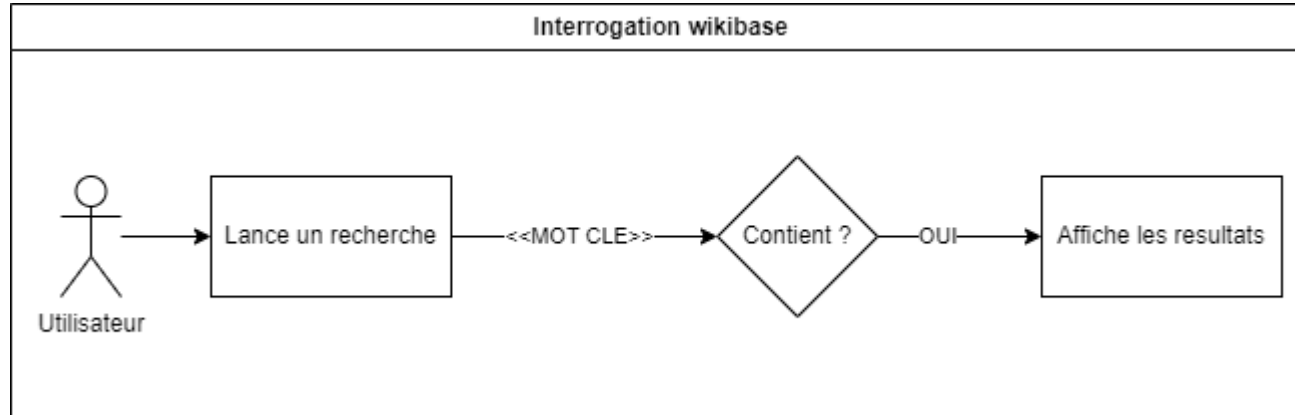 Interrogation wikibase
Lance un recherche
<<MOT CLE>>
Contient ?
OUI
Affiche les resultats
Utilisateur